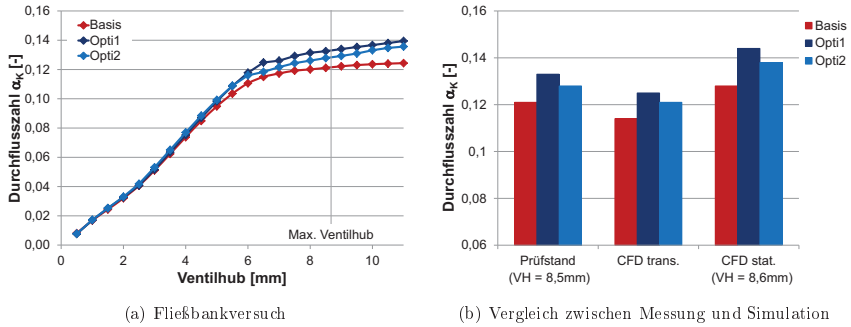 0,16
0,14
0,12
0,10
0,08
0,06
0,04
0,02
0,00
Durchflusszahl αK [-]
Basis
Opti1
Opti2
Max. Ventilhub
0 2 4 6 8 10
Ventilhub [mm]
(a) Fließbankversuch
0,16
0,14
0,12
0,1
0,08
0,06
Durchflusszahl αK [-]
Basis
Opti1
Opti2
Prüfstand CFD trans. CFD stat.
(VH = 8,5mm) (VH = 8,6mm)
(b) Vergleich zwischen Messung und Simulation